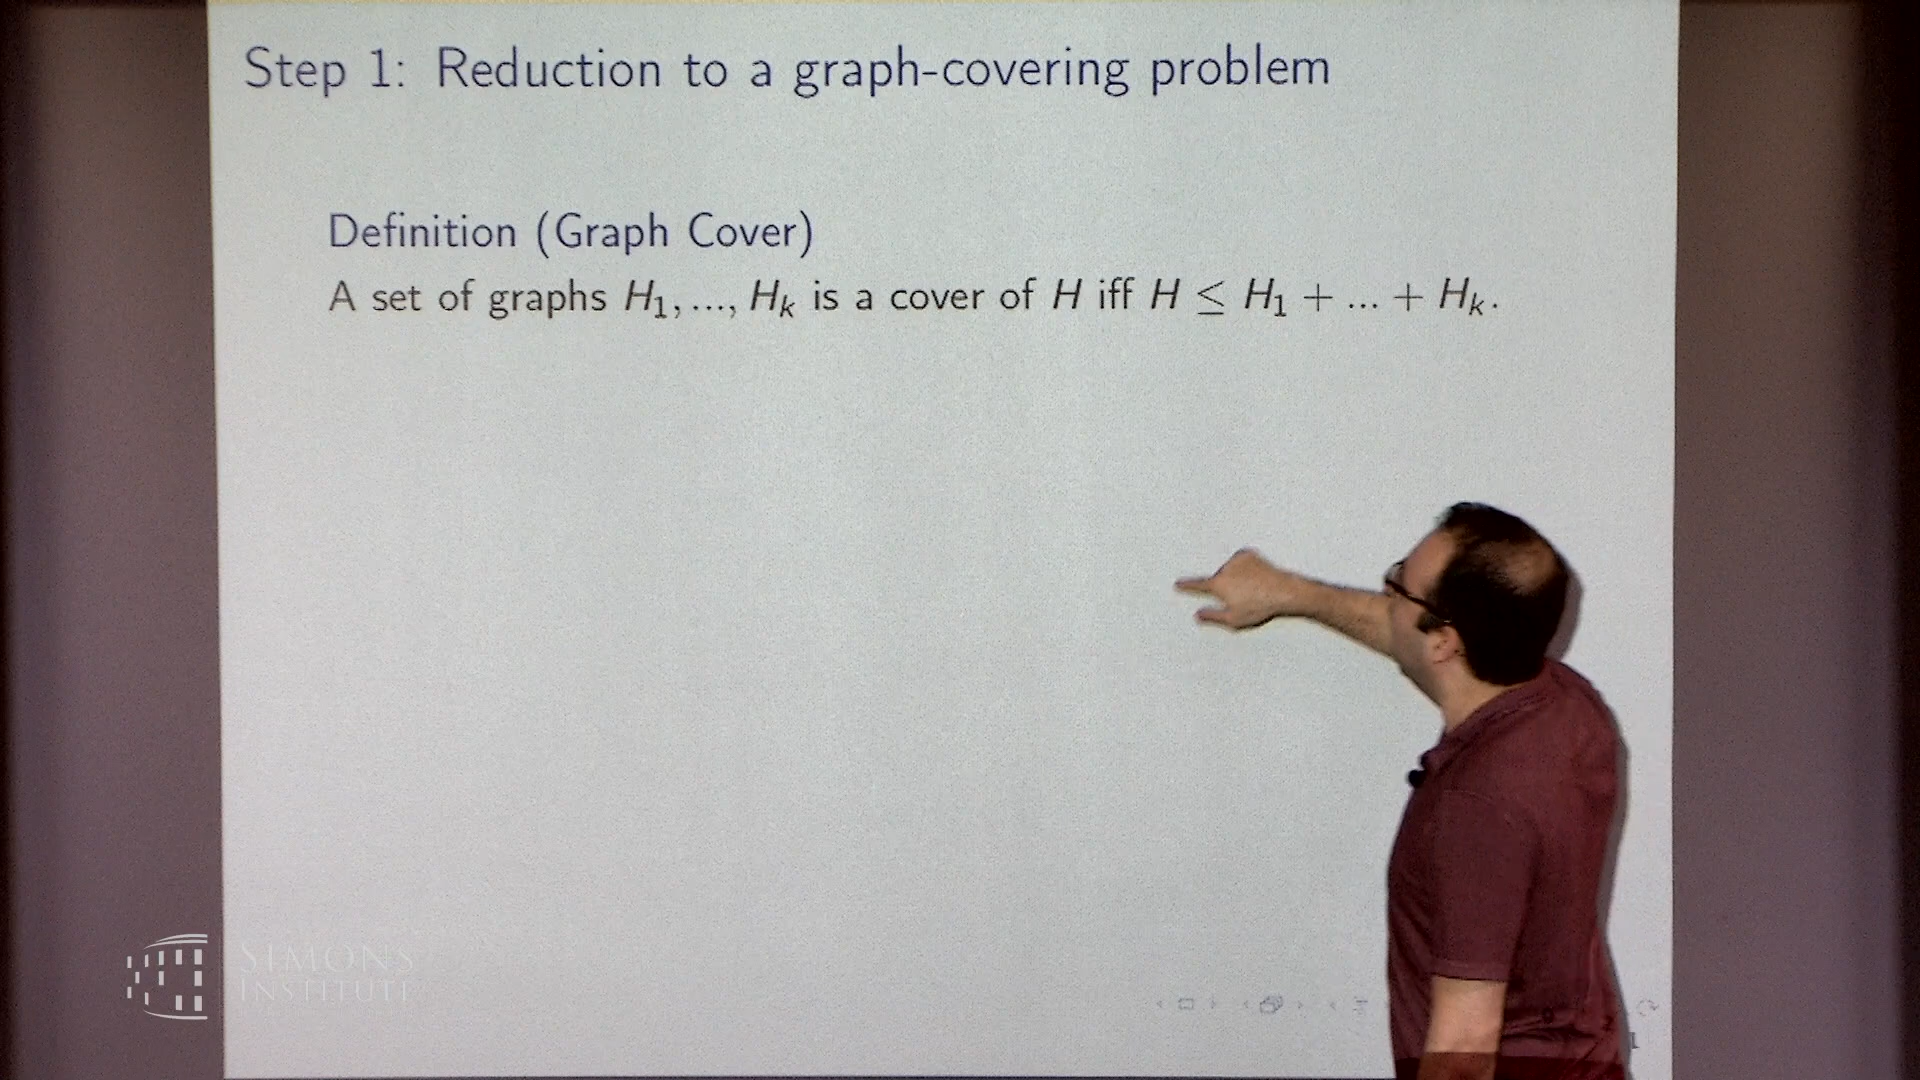 Step 1: Reduction to a graph-covering problem
Definition (Graph Cover)
A set of graphs H₁, ..., Hₖ is a cover of H iff H ≤ H₁ + ... + Hₖ.
SIMONS
INSTITUTE